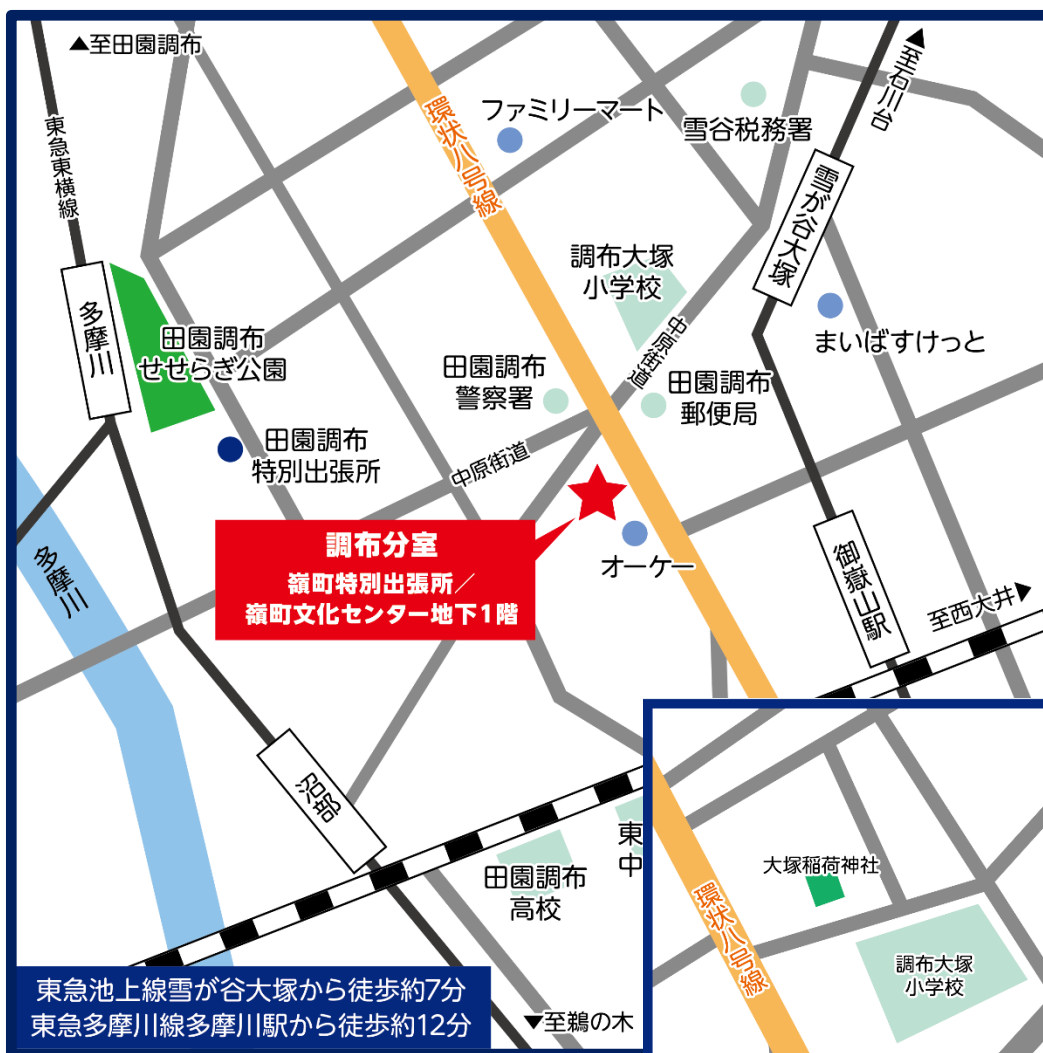 ▲至田園調布
東急東横線
環状八号線
ファミリーマート
雪谷税務署
▲至石川台
雪が谷大塚
多摩川
田園調布
せせらぎ公園
調布大塚
小学校
中原街道
まいばすけっと
田園調布
警察署
田園調布
郵便局
田園調布
特別出張所
中原街道
調布分室
嶺町特別出張所／
嶺町文化センター地下1階
オーケー
御嶽山駅
至西大井▶
多摩川
沼部
田園調布
高校
東
中
▼至鵜の木
東急池上線雪が谷大塚から徒歩約7分
東急多摩川線多摩川駅から徒歩約12分
大塚稲荷神社
環状八号線
調布大塚
小学校